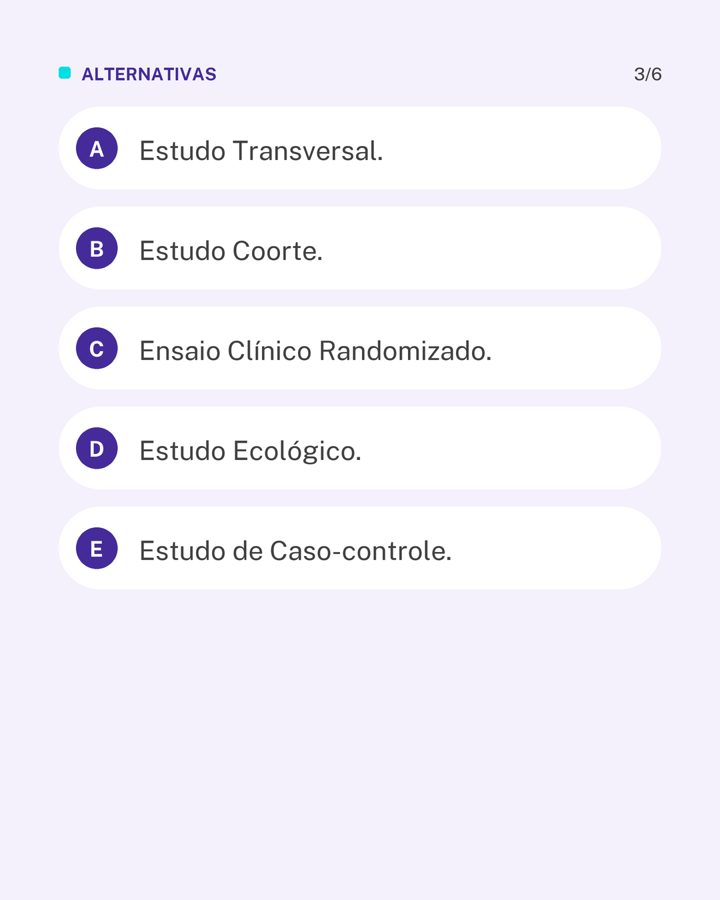 ALTERNATIVAS
3/6
A Estudo Transversal.
B Estudo Coorte.
C Ensaio Clínico Randomizado.
D Estudo Ecológico.
E Estudo de Caso-controle.